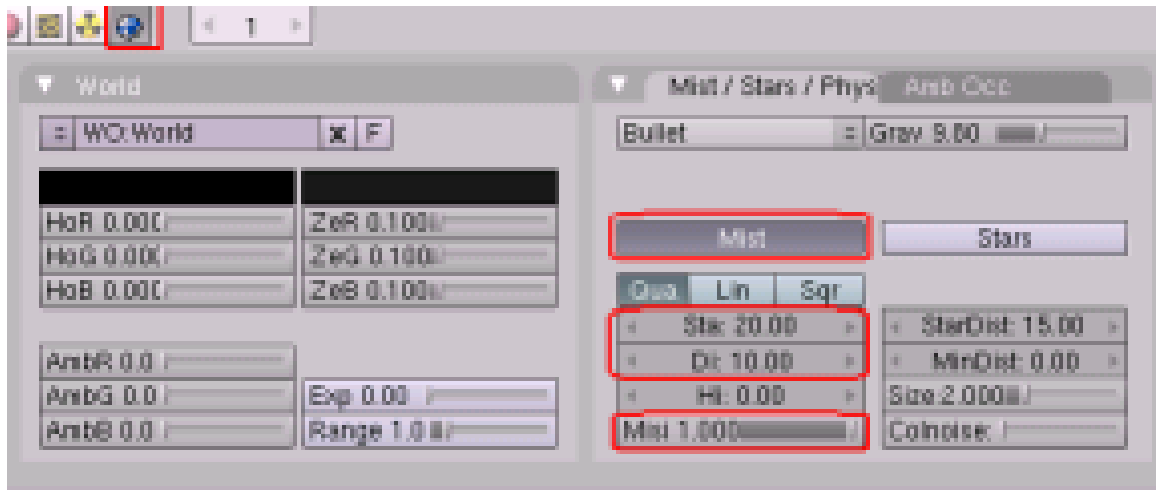 1
World
Mist / Stars / Phys
Amb Occ
WO:World
F
Bullet
Grav 9.80
HoR 0.000
ZeR 0.100
Mist
Stars
HoG 0.000
ZeG 0.100
HoB 0.000
ZeB 0.100
Qua
Lin
Sqr
Sta: 20.00
StarDist: 15.00
AmbR 0.0
Di: 10.00
MinDist: 0.00
AmbG 0.0
Exp 0.00
Hi: 0.00
Size:2.000
AmbB 0.0
Range 1.0
Misi 1.000
Colnoise: